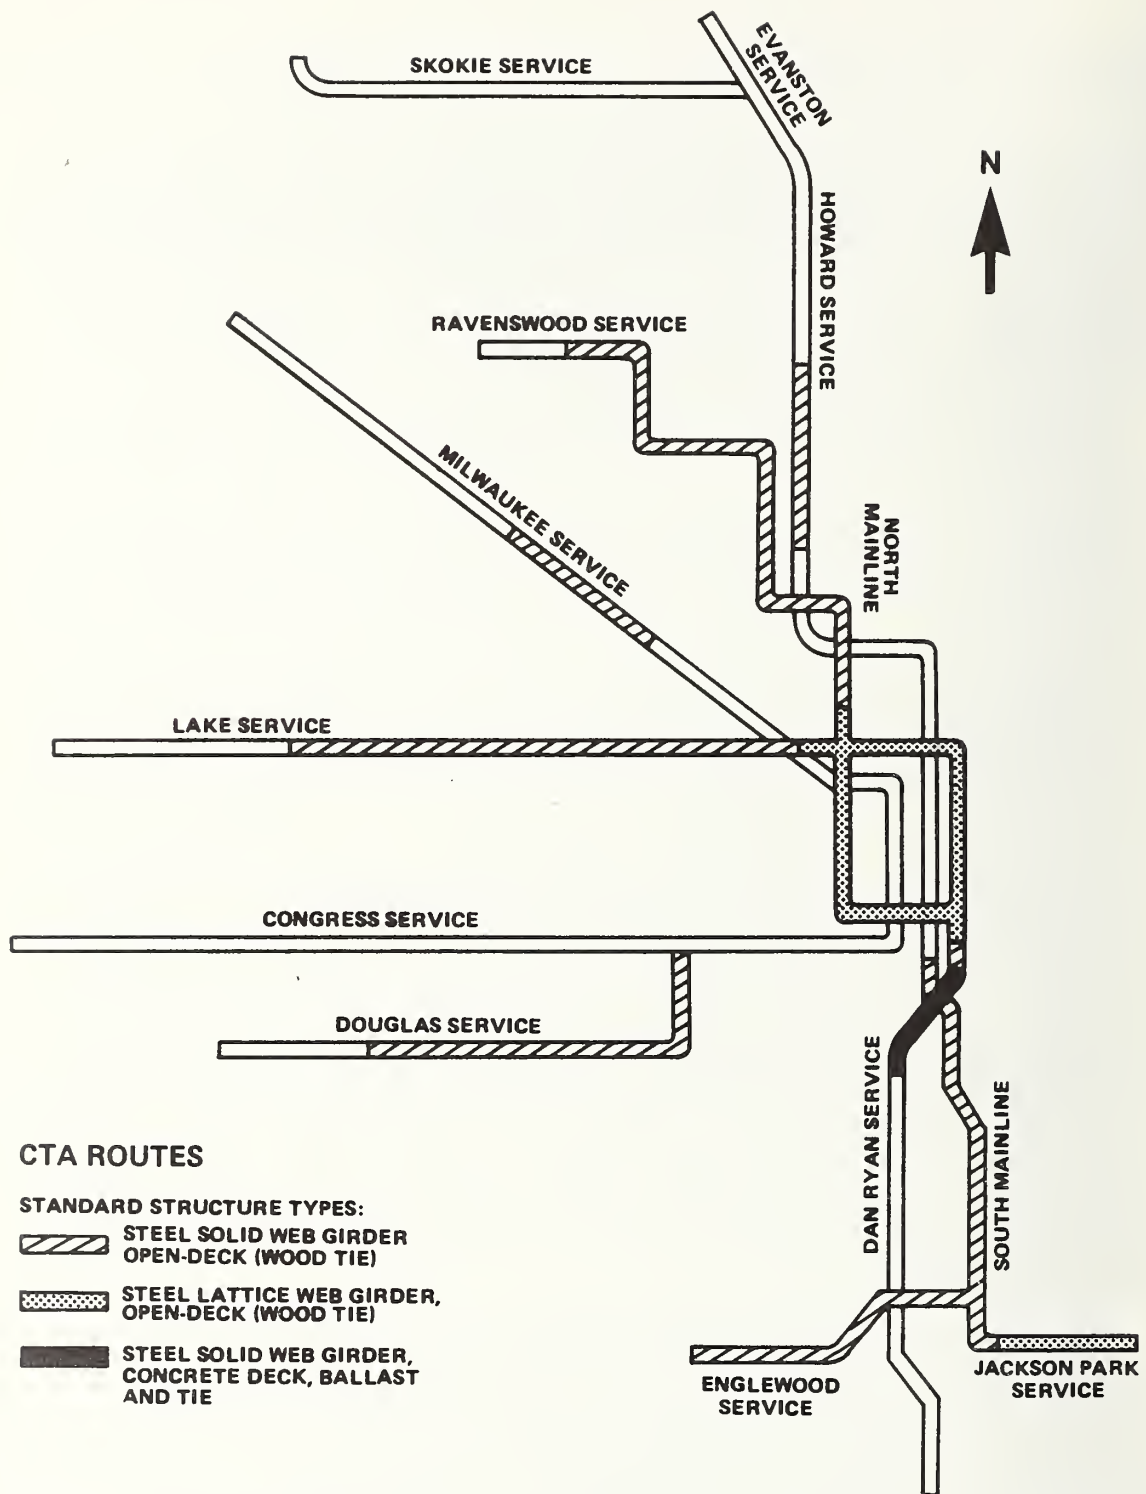 SKOKIE SERVICE
EVANSTON
SERVICE
N
HOWARD SERVICE
RAVENSWOOD SERVICE
MILWAUKEE SERVICE
NORTH
MAINLINE
LAKE SERVICE
CONGRESS SERVICE
DOUGLAS SERVICE
DAN RYAN SERVICE
SOUTH MAINLINE
CTA ROUTES
STANDARD STRUCTURE TYPES:
STEEL SOLID WEB GIRDER
OPEN-DECK (WOOD TIE)
STEEL LATTICE WEB GIRDER,
OPEN-DECK (WOOD TIE)
STEEL SOLID WEB GIRDER,
CONCRETE DECK, BALLAST
AND TIE
ENGLEWOOD
SERVICE
JACKSON PARK
SERVICE